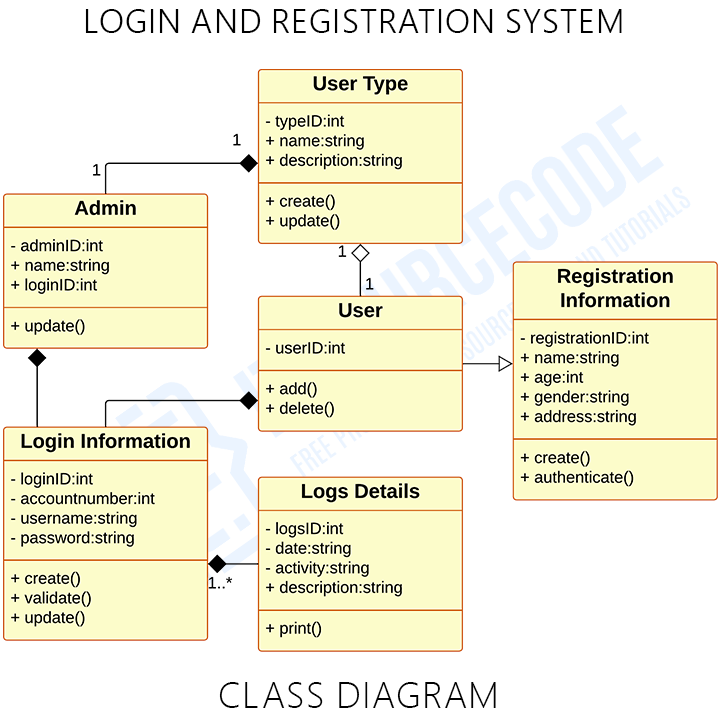 LOGIN AND REGISTRATION SYSTEM
User Type
- typeID:int
+ name:string
+ description:string
+ create()
+ update()
1
1
Admin
- adminID:int
+ name:string
+ loginID:int
+ update()
1
1
User
- userID:int
+ add()
+ delete()
Registration
Information
- registrationID:int
+ name:string
+ age:int
+ gender:string
+ address:string
+ create()
+ authenticate()
Login Information
- loginID:int
- accountnumber:int
- username:string
- password:string
+ create()
+ validate()
+ update()
1..*
Logs Details
- logsID:int
- date:string
- activity:string
+ description:string
+ print()
CLASS DIAGRAM